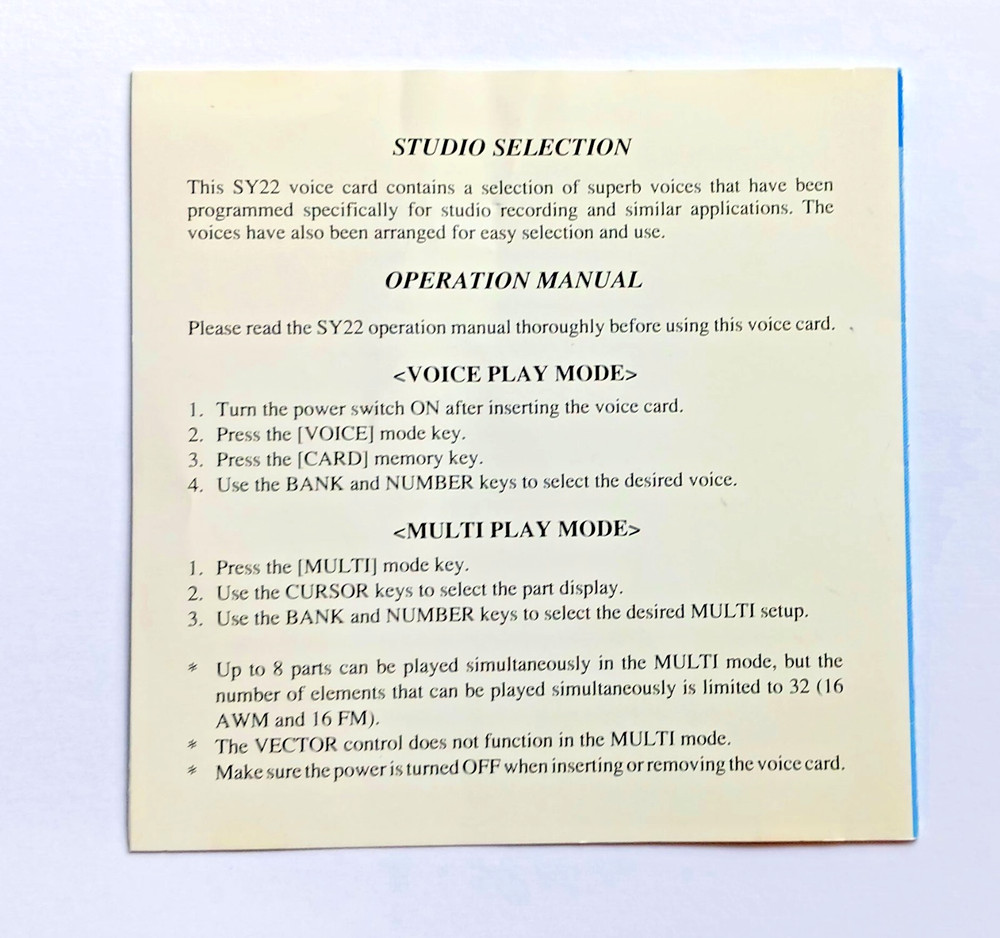 STUDIO SELECTION
This SY22 voice card contains a selection of superb voices that have been
programmed specifically for studio recording and similar applications. The
voices have also been arranged for easy selection and use.
OPERATION MANUAL
Please read the SY22 operation manual thoroughly before using this voice card.
<VOICE PLAY MODE>
1. Turn the power switch ON after inserting the voice card.
2. Press the [VOICE] mode key.
3. Press the [CARD] memory key.
4. Use the BANK and NUMBER keys to select the desired voice.
<MULTI PLAY MODE>
1. Press the [MULTI] mode key.
2. Use the CURSOR keys to select the part display.
3. Use the BANK and NUMBER keys to select the desired MULTI setup.
* Up to 8 parts can be played simultaneously in the MULTI mode, but the
number of elements that can be played simultaneously is limited to 32 (16
AWM and 16 FM).
* The VECTOR control does not function in the MULTI mode.
* Make sure the power is turned OFF when inserting or removing the voice card.